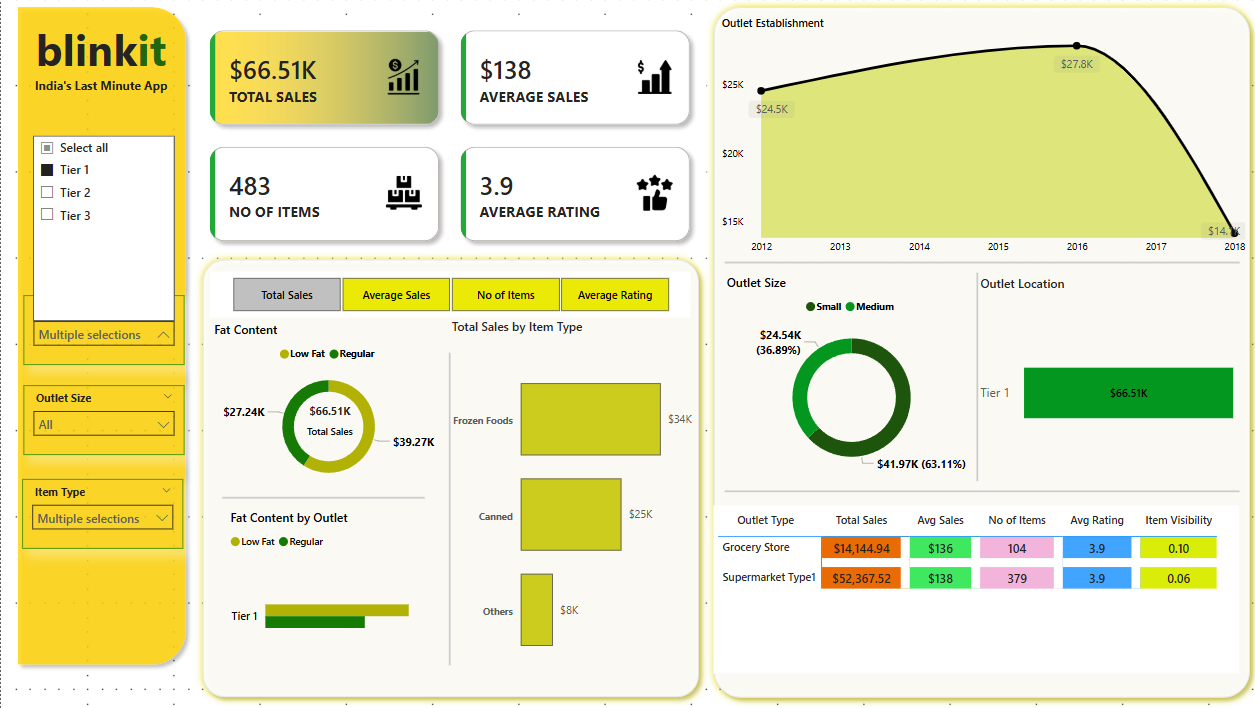 blinkit
India's Last Minute App
Select all
Tier 1
Tier 2
Tier 3
Multiple selections
Outlet Size
All
Item Type
Multiple selections
$66.51K
TOTAL SALES
$138
AVERAGE SALES
483
NO OF ITEMS
3.9
AVERAGE RATING
Total Sales Average Sales No of Items Average Rating
Fat Content
Low Fat Regular
$27.24K
$66.51K
Total Sales
$39.27K
Fat Content by Outlet
Low Fat Regular
Tier 1
Total Sales by Item Type
Frozen Foods $34K
Canned $25K
Others $8K
Outlet Establishment
$25K
$20K
$15K
$24.5K
$27.8K
2012 2013 2014 2015 2016 2017 2018
Outlet Size
Small Medium
$24.54K
(36.89%)
$41.97K (63.11%)
Outlet Location
Tier 1 $66.51K
Outlet Type Total Sales Avg Sales No of Items Avg Rating Item Visibility
Grocery Store $14,144.94 $136 104 3.9 0.10
Supermarket Type1 $52,367.52 $138 379 3.9 0.06